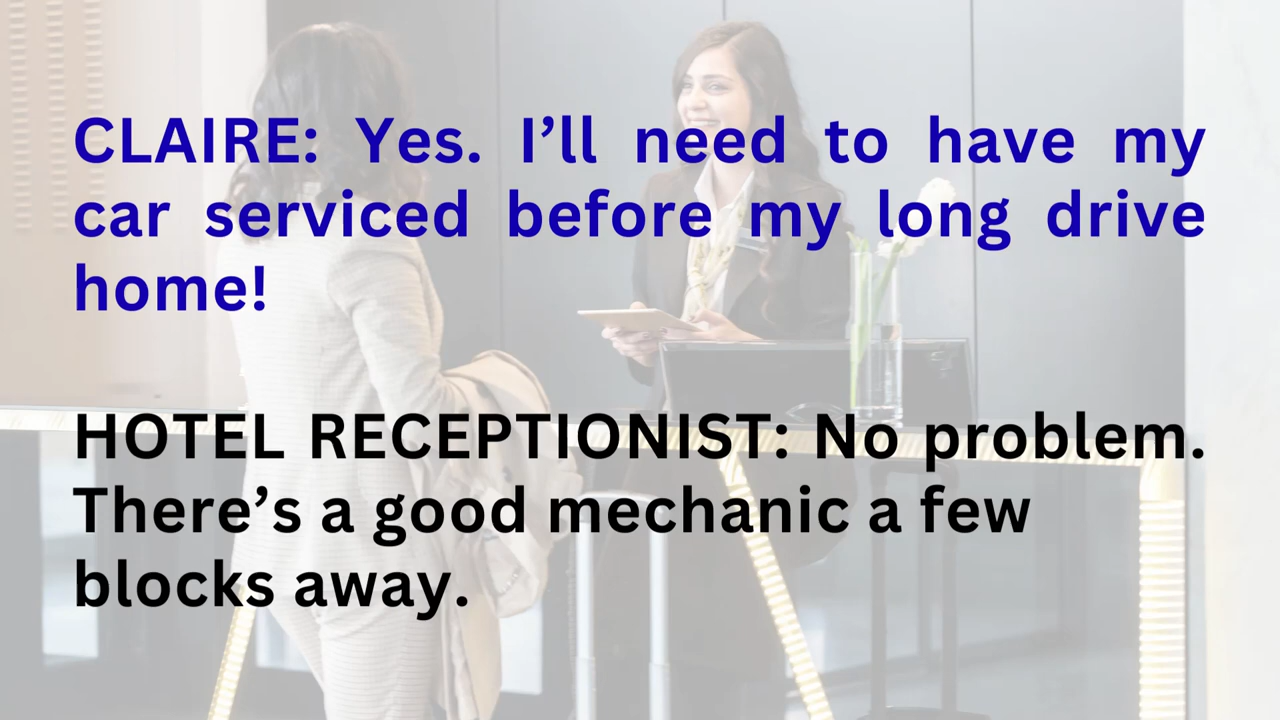 CLAIRE: Yes. I’ll need to have my
car serviced before my long drive
home!
HOTEL RECEPTIONIST: No problem.
There’s a good mechanic a few
blocks away.